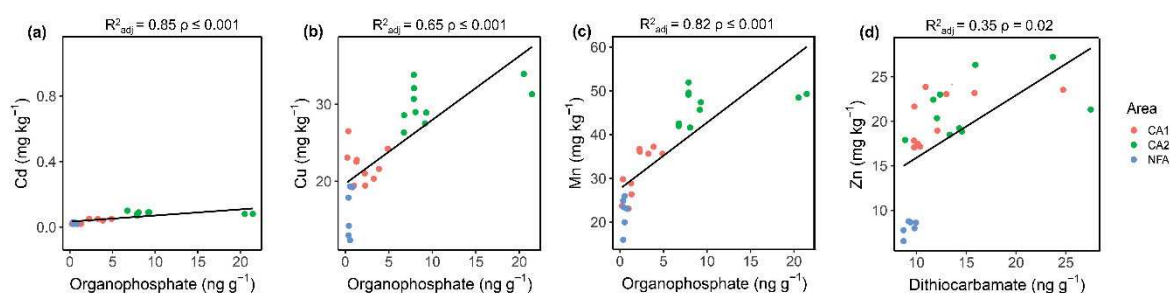 (a)
R²adj = 0.85 ρ ≤ 0.001
Cd (mg kg⁻¹)
0.8
0.4
0.0
0 5 10 15 20
Organophosphate (ng g⁻¹)
(b)
R²adj = 0.65 ρ ≤ 0.001
Cu (mg kg⁻¹)
30
20
0 5 10 15 20
Organophosphate (ng g⁻¹)
(c)
R²adj = 0.82 ρ ≤ 0.001
Mn (mg kg⁻¹)
60
50
40
30
20
10
0 5 10 15 20
Organophosphate (ng g⁻¹)
(d)
R²adj = 0.35 ρ = 0.02
Zn (mg kg⁻¹)
25
20
15
10
10 15 20 25
Dithiocarbamate (ng g⁻¹)
Area
CA1
CA2
NFA